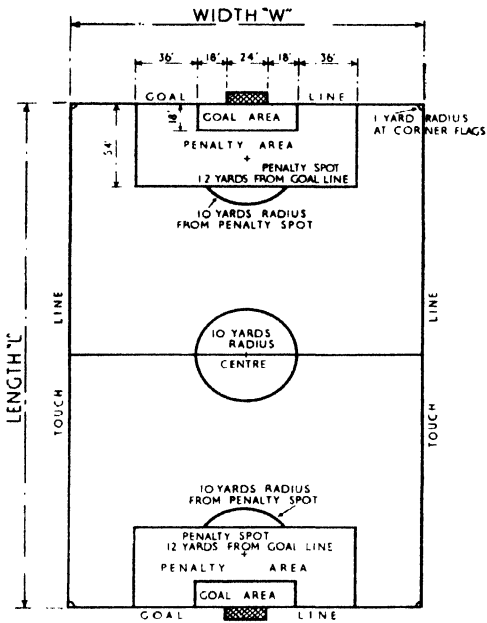 WIDTH "W"
36' 18' 24' 18' 36'
GOAL LINE
18'
GOAL AREA
1 YARD RADIUS
AT CORNER FLAGS
54'
PENALTY AREA
PENALTY SPOT
12 YARDS FROM GOAL LINE
10 YARDS RADIUS
FROM PENALTY SPOT
LENGTH "L"
TOUCH LINE
TOUCH LINE
10 YARDS
RADIUS
CENTRE
10 YARDS RADIUS
FROM PENALTY SPOT
PENALTY SPOT
12 YARDS FROM GOAL LINE
PENALTY AREA
GOAL AREA
GOAL LINE